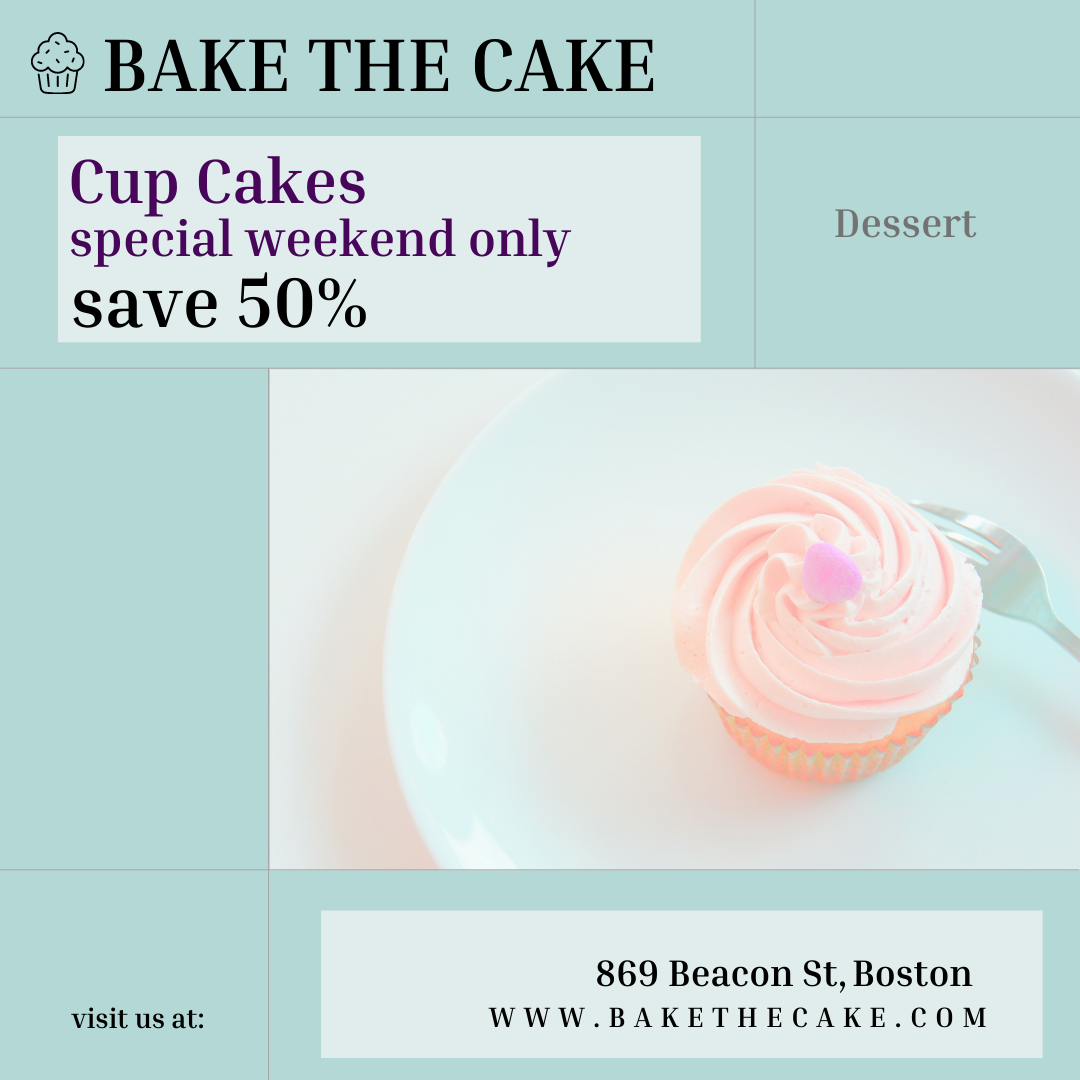 BAKE THE CAKE
Cup Cakes
special weekend only
save 50%
Dessert
visit us at:
869 Beacon St, Boston
WWW.BAKETHECAKE.COM